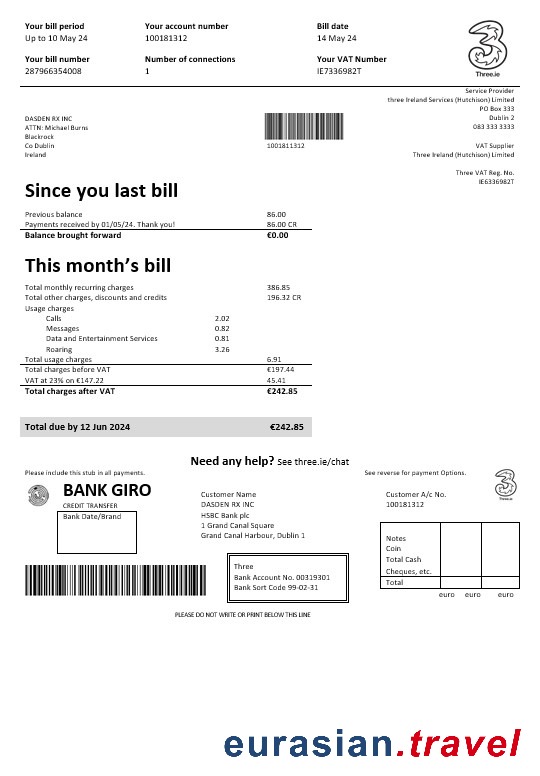 Your bill period
Up to 10 May 24
Your account number
100181312
Bill date
14 May 24
Your bill number
287966354008
Number of connections
1
Your VAT Number
IE7336982T
Three.ie
Service Provider
three Ireland Services (Hutchison) Limited
PO Box 333
Dublin 2
083 333 3333
VAT Supplier
Three Ireland (Hutchison) Limited
Three VAT Reg. No.
IE6336982T
DASDEN RX INC
ATTN: Michael Burns
Blackrock
Co Dublin
Ireland
1001811312
Since you last bill
Previous balance 86.00
Payments received by 01/05/24. Thank you! 86.00 CR
Balance brought forward €0.00
This month's bill
Total monthly recurring charges 386.85
Total other charges, discounts and credits 196.32 CR
Usage charges
Calls 2.02
Messages 0.82
Data and Entertainment Services 0.81
Roaring 3.26
Total usage charges 6.91
Total charges before VAT €197.44
VAT at 23% on €147.22 45.41
Total charges after VAT €242.85
Total due by 12 Jun 2024 €242.85
Need any help? See three.ie/chat
Please include this stub in all payments.
See reverse for payment Options.
BANK GIRO
CREDIT TRANSFER
Bank Date/Brand
Customer Name
DASDEN RX INC
HSBC Bank plc
1 Grand Canal Square
Grand Canal Harbour, Dublin 1
Customer A/c No.
100181312
Three.ie
Three
Bank Account No. 00319301
Bank Sort Code 99-02-31
Notes
Coin
Total Cash
Cheques, etc.
Total
euro euro euro
PLEASE DO NOT WRITE OR PRINT BELOW THIS LINE
eurasian.travel